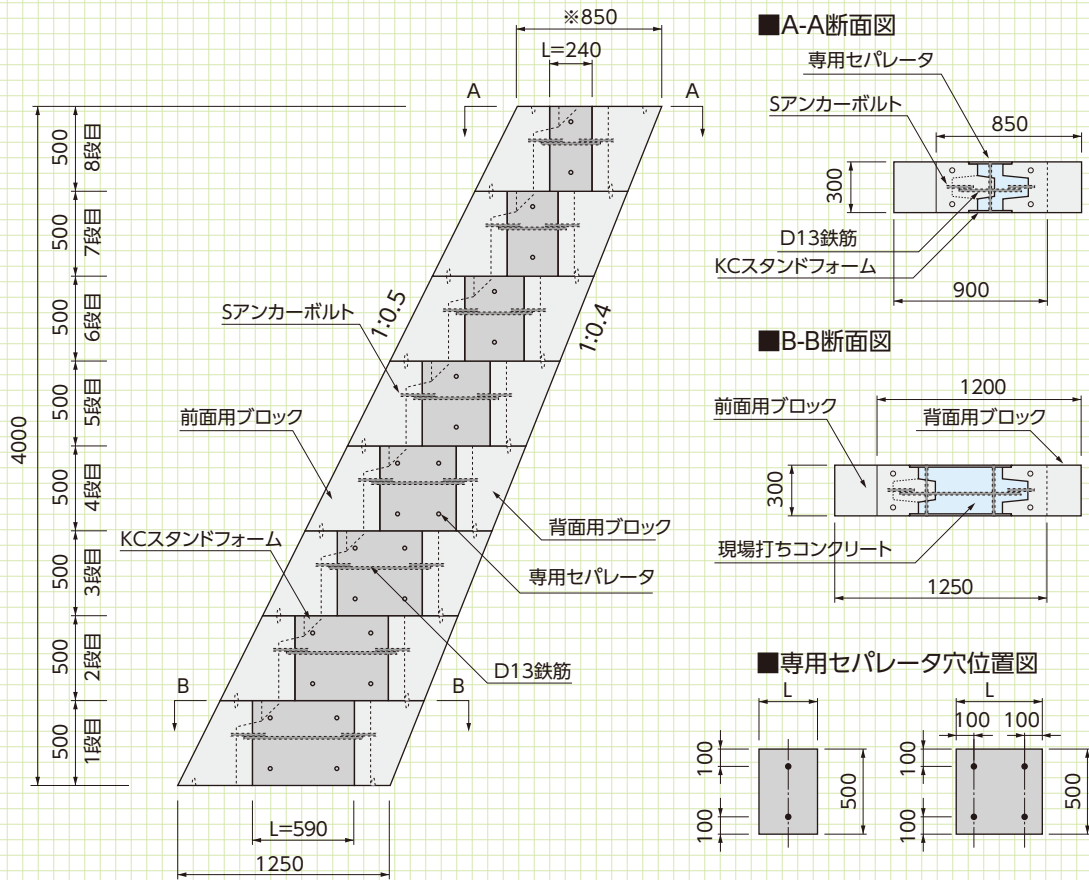 ※850
L=240
A
A
4000
500
8段目
500
7段目
500
6段目
500
5段目
500
4段目
500
3段目
500
2段目
500
1段目
1:0.5
1:0.4
Sアンカーボルト
前面用ブロック
KCスタンドフォーム
背面用ブロック
専用セパレータ
D13鉄筋
B
B
L=590
1250
■A-A断面図
専用セパレータ
Sアンカーボルト
850
300
D13鉄筋
KCスタンドフォーム
900
■B-B断面図
1200
前面用ブロック
背面用ブロック
300
現場打ちコンクリート
1250
■専用セパレータ穴位置図
L
100
100
500
L
100
100
100
100
500